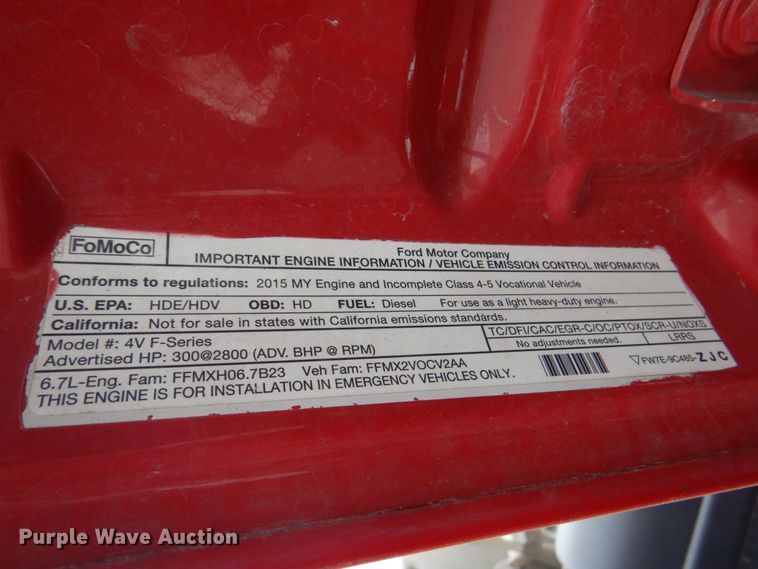 FoMoCo
Ford Motor Company
IMPORTANT ENGINE INFORMATION / VEHICLE EMISSION CONTROL INFORMATION
Conforms to regulations: 2015 MY Engine and Incomplete Class 4-5 Vocational Vehicle
U.S. EPA: HDE/HDV OBD: HD FUEL: Diesel For use as a light heavy-duty engine.
California: Not for sale in states with California emissions standards.
TC/DFI/CAC/EGR-C/OC/PTOX/SCR-U/NOXS
Model #: 4V F-Series
No adjustments needed. LRRS
Advertised HP: 300@2800 (ADV. BHP @ RPM)
6.7L-Eng. Fam: FFMXH06.7B23 Veh Fam: FFMX2VOCV2AA
FW7E-9C485-ZJC
THIS ENGINE IS FOR INSTALLATION IN EMERGENCY VEHICLES ONLY.
Purple Wave Auction